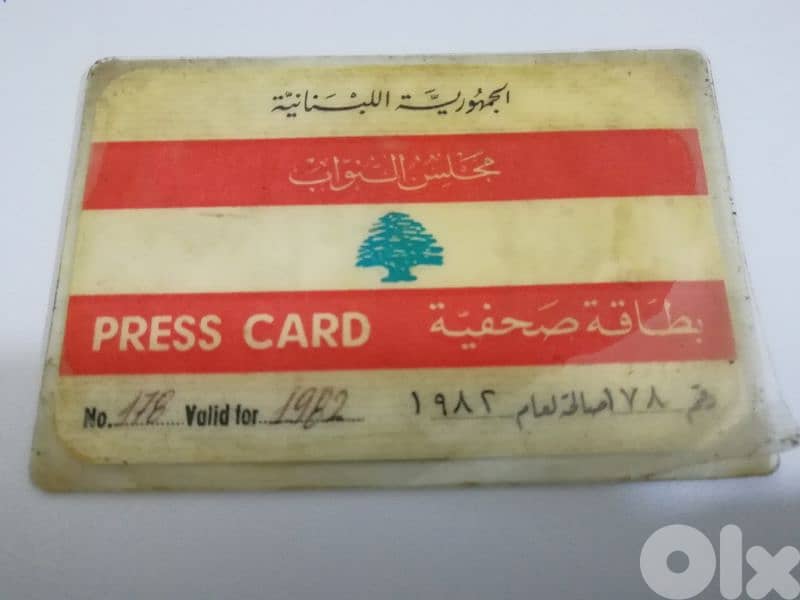 الجمهورية اللبنانية
مجلس النواب
PRESS CARD بطاقة صحفية
No. 178 Valid for 1982 رقم ١٧٨ صالحة لعام ١٩٨٢
Olx